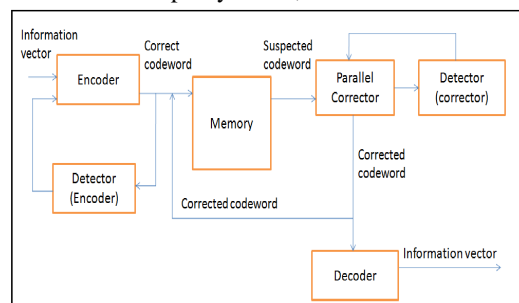 Information
vector
Encoder
Correct
codeword
Memory
Suspected
codeword
Parallel
Corrector
Detector
(corrector)
Detector
(Encoder)
Corrected
codeword
Corrected codeword
Decoder
Information vector